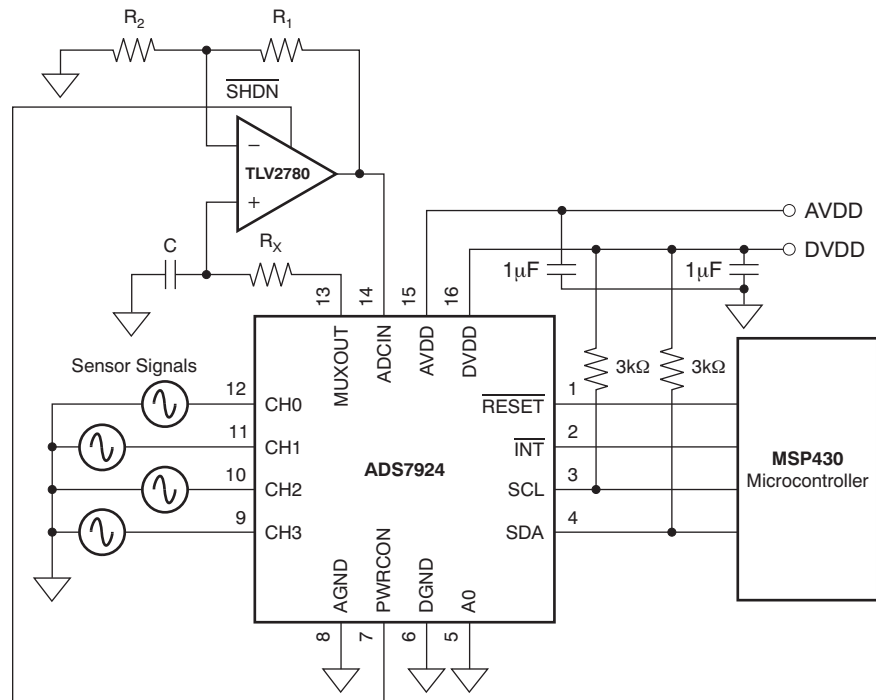 R2
R1
SHDN
−
TLV2780
+
AVDD
C
RX
DVDD
1µF
1µF
13
14
15
16
MUXOUT
ADCIN
AVDD
DVDD
3kΩ
3kΩ
Sensor Signals
12
CH0
11
CH1
10
CH2
9
CH3
ADS7924
RESET
1
INT
2
SCL
3
SDA
4
MSP430
Microcontroller
AGND
PWRCON
DGND
A0
8
7
6
5